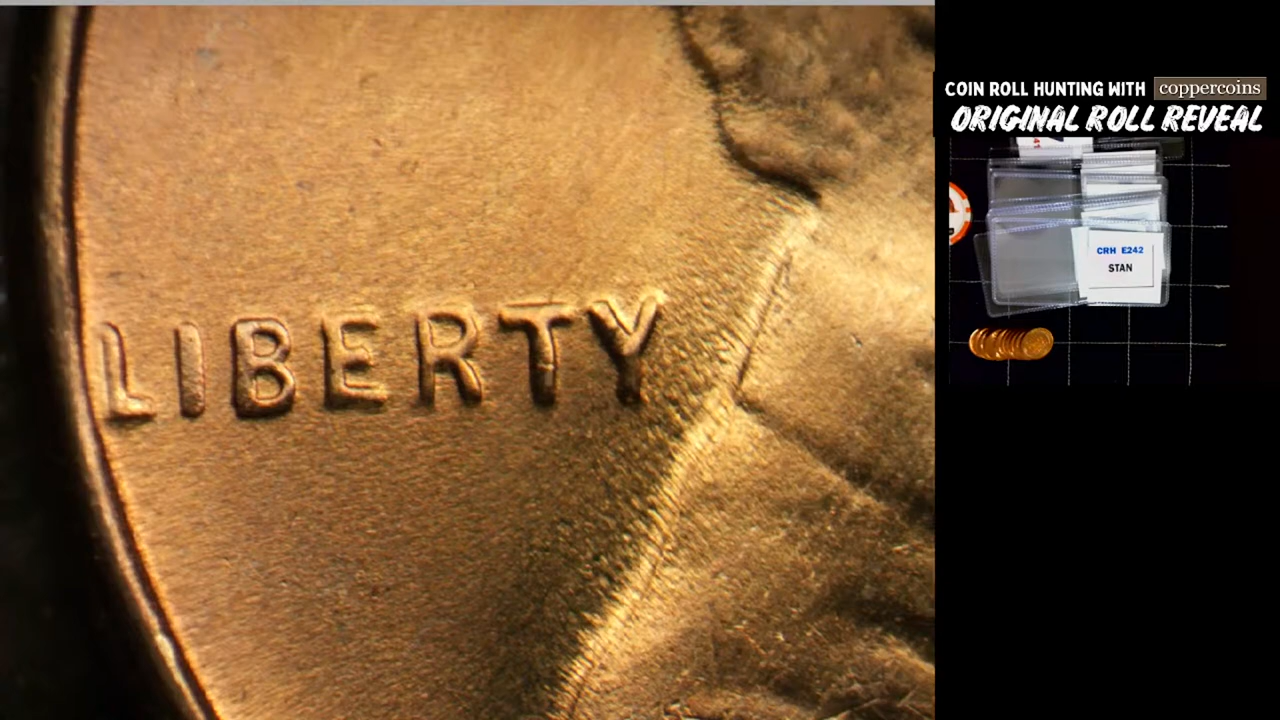 LIBERTY
COIN ROLL HUNTING WITH coppercoins
ORIGINAL ROLL REVEAL
CRH E242
STAN